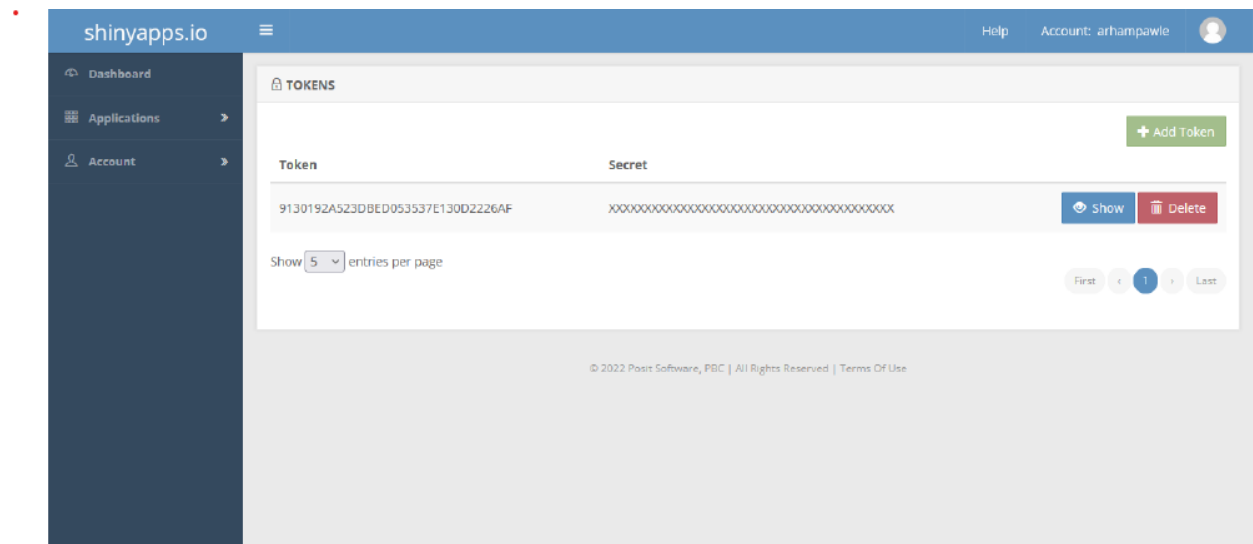 shinyapps.io
Help Account: arhampawle
Dashboard
Applications
Account
TOKENS
Add Token
Token Secret
9130192A523DBED053537E130D2226AF XXXXXXXXXXXXXXXXXXXXXXXXXXXXXXXXXXXXXXXX Show Delete
Show 5 entries per page
First ‹ 1 › Last
© 2022 Posit Software, PBC | All Rights Reserved | Terms Of Use